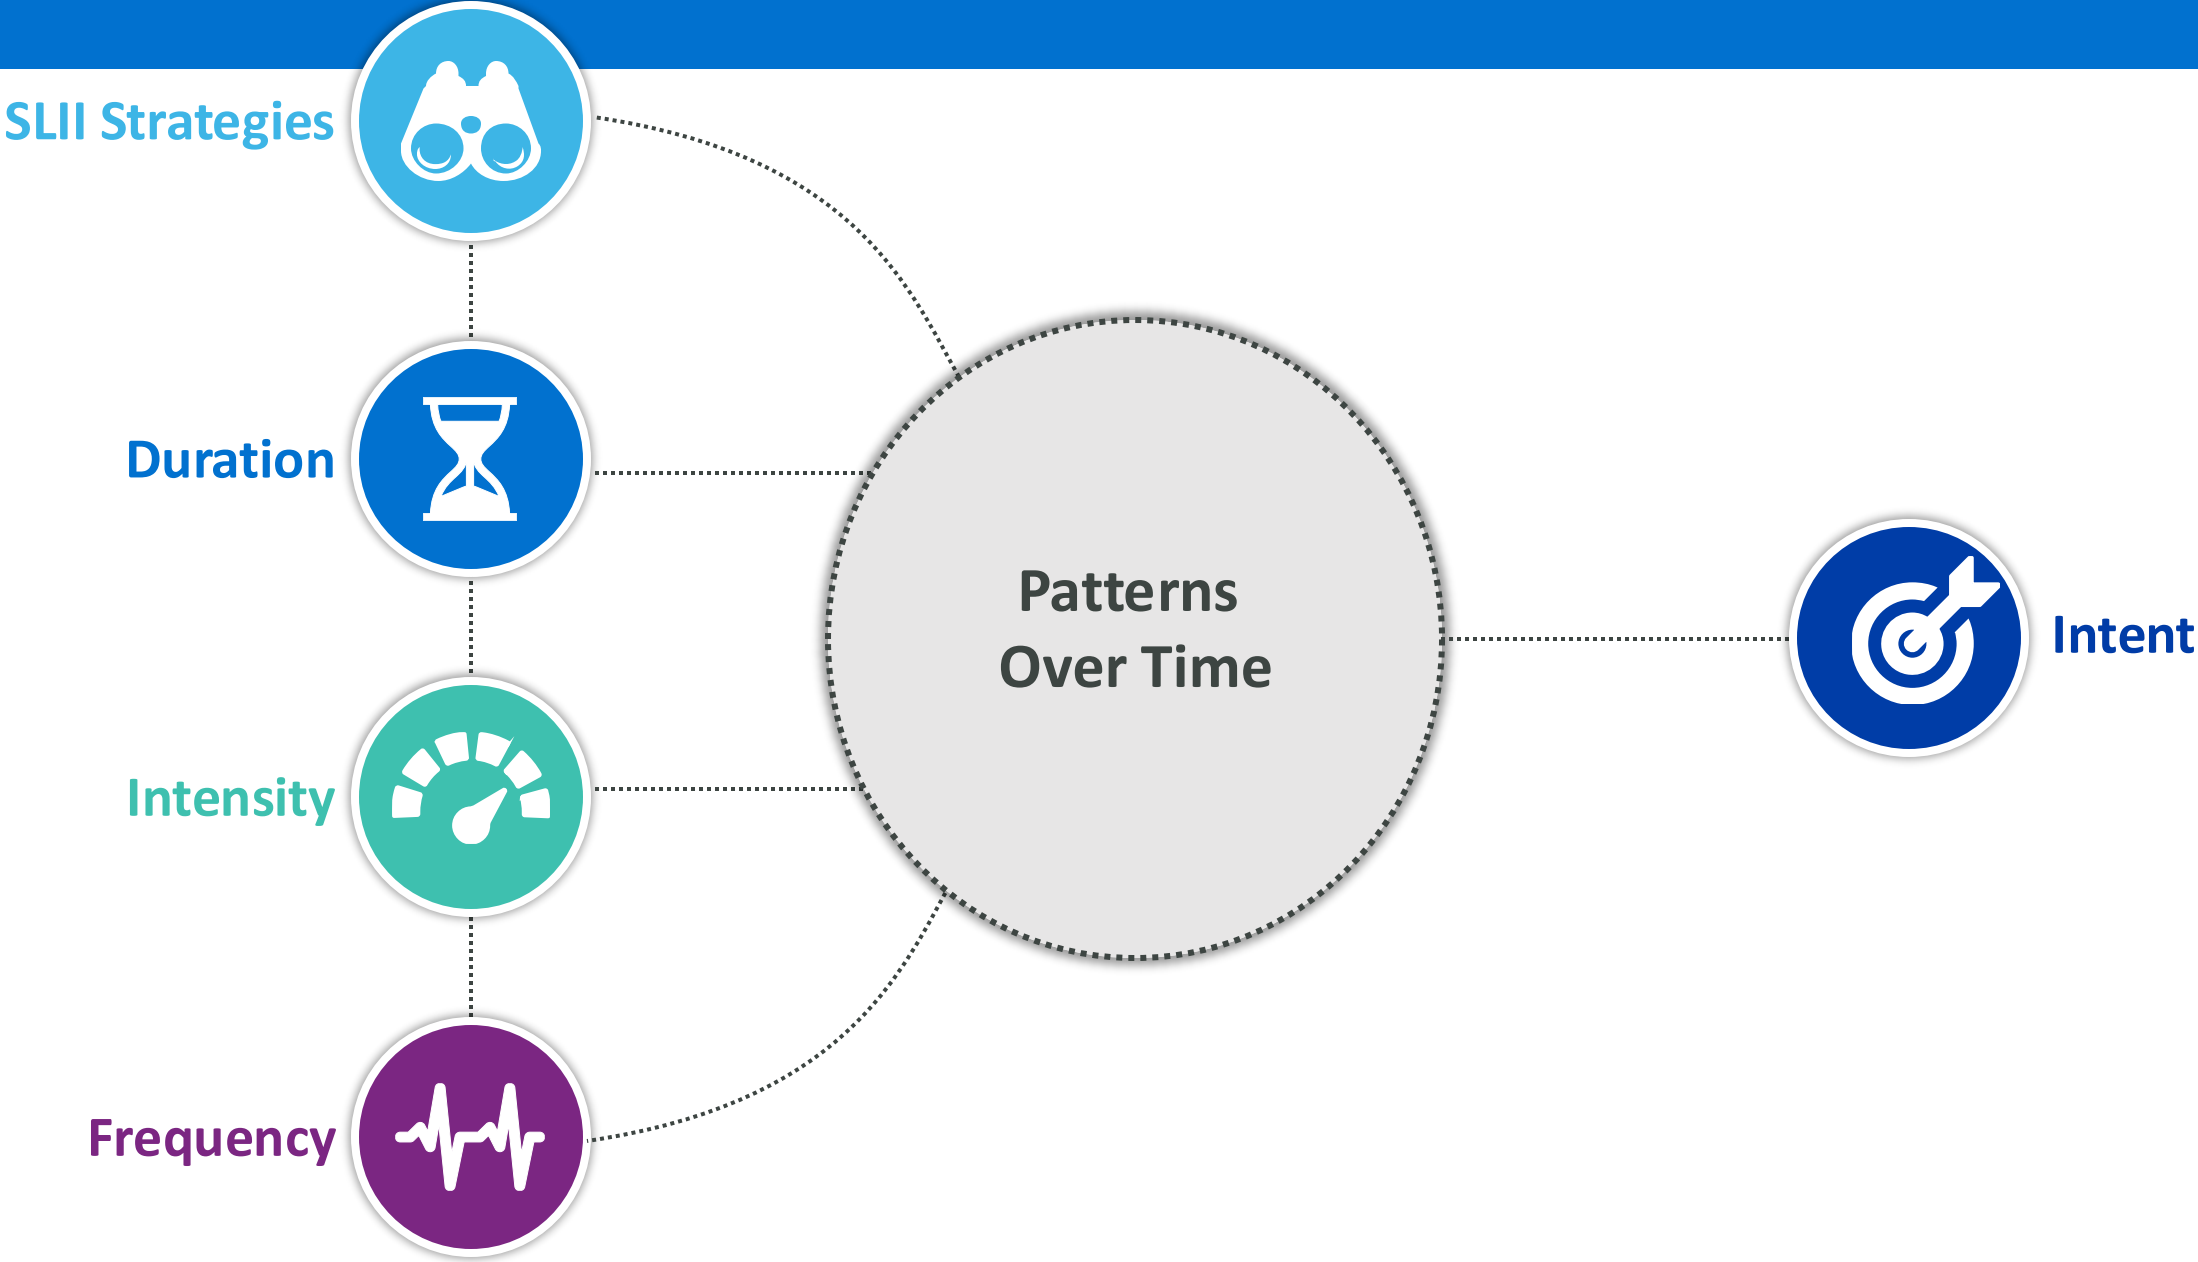 SLII Strategies
Duration
Intensity
Frequency
Patterns
Over Time
Intent